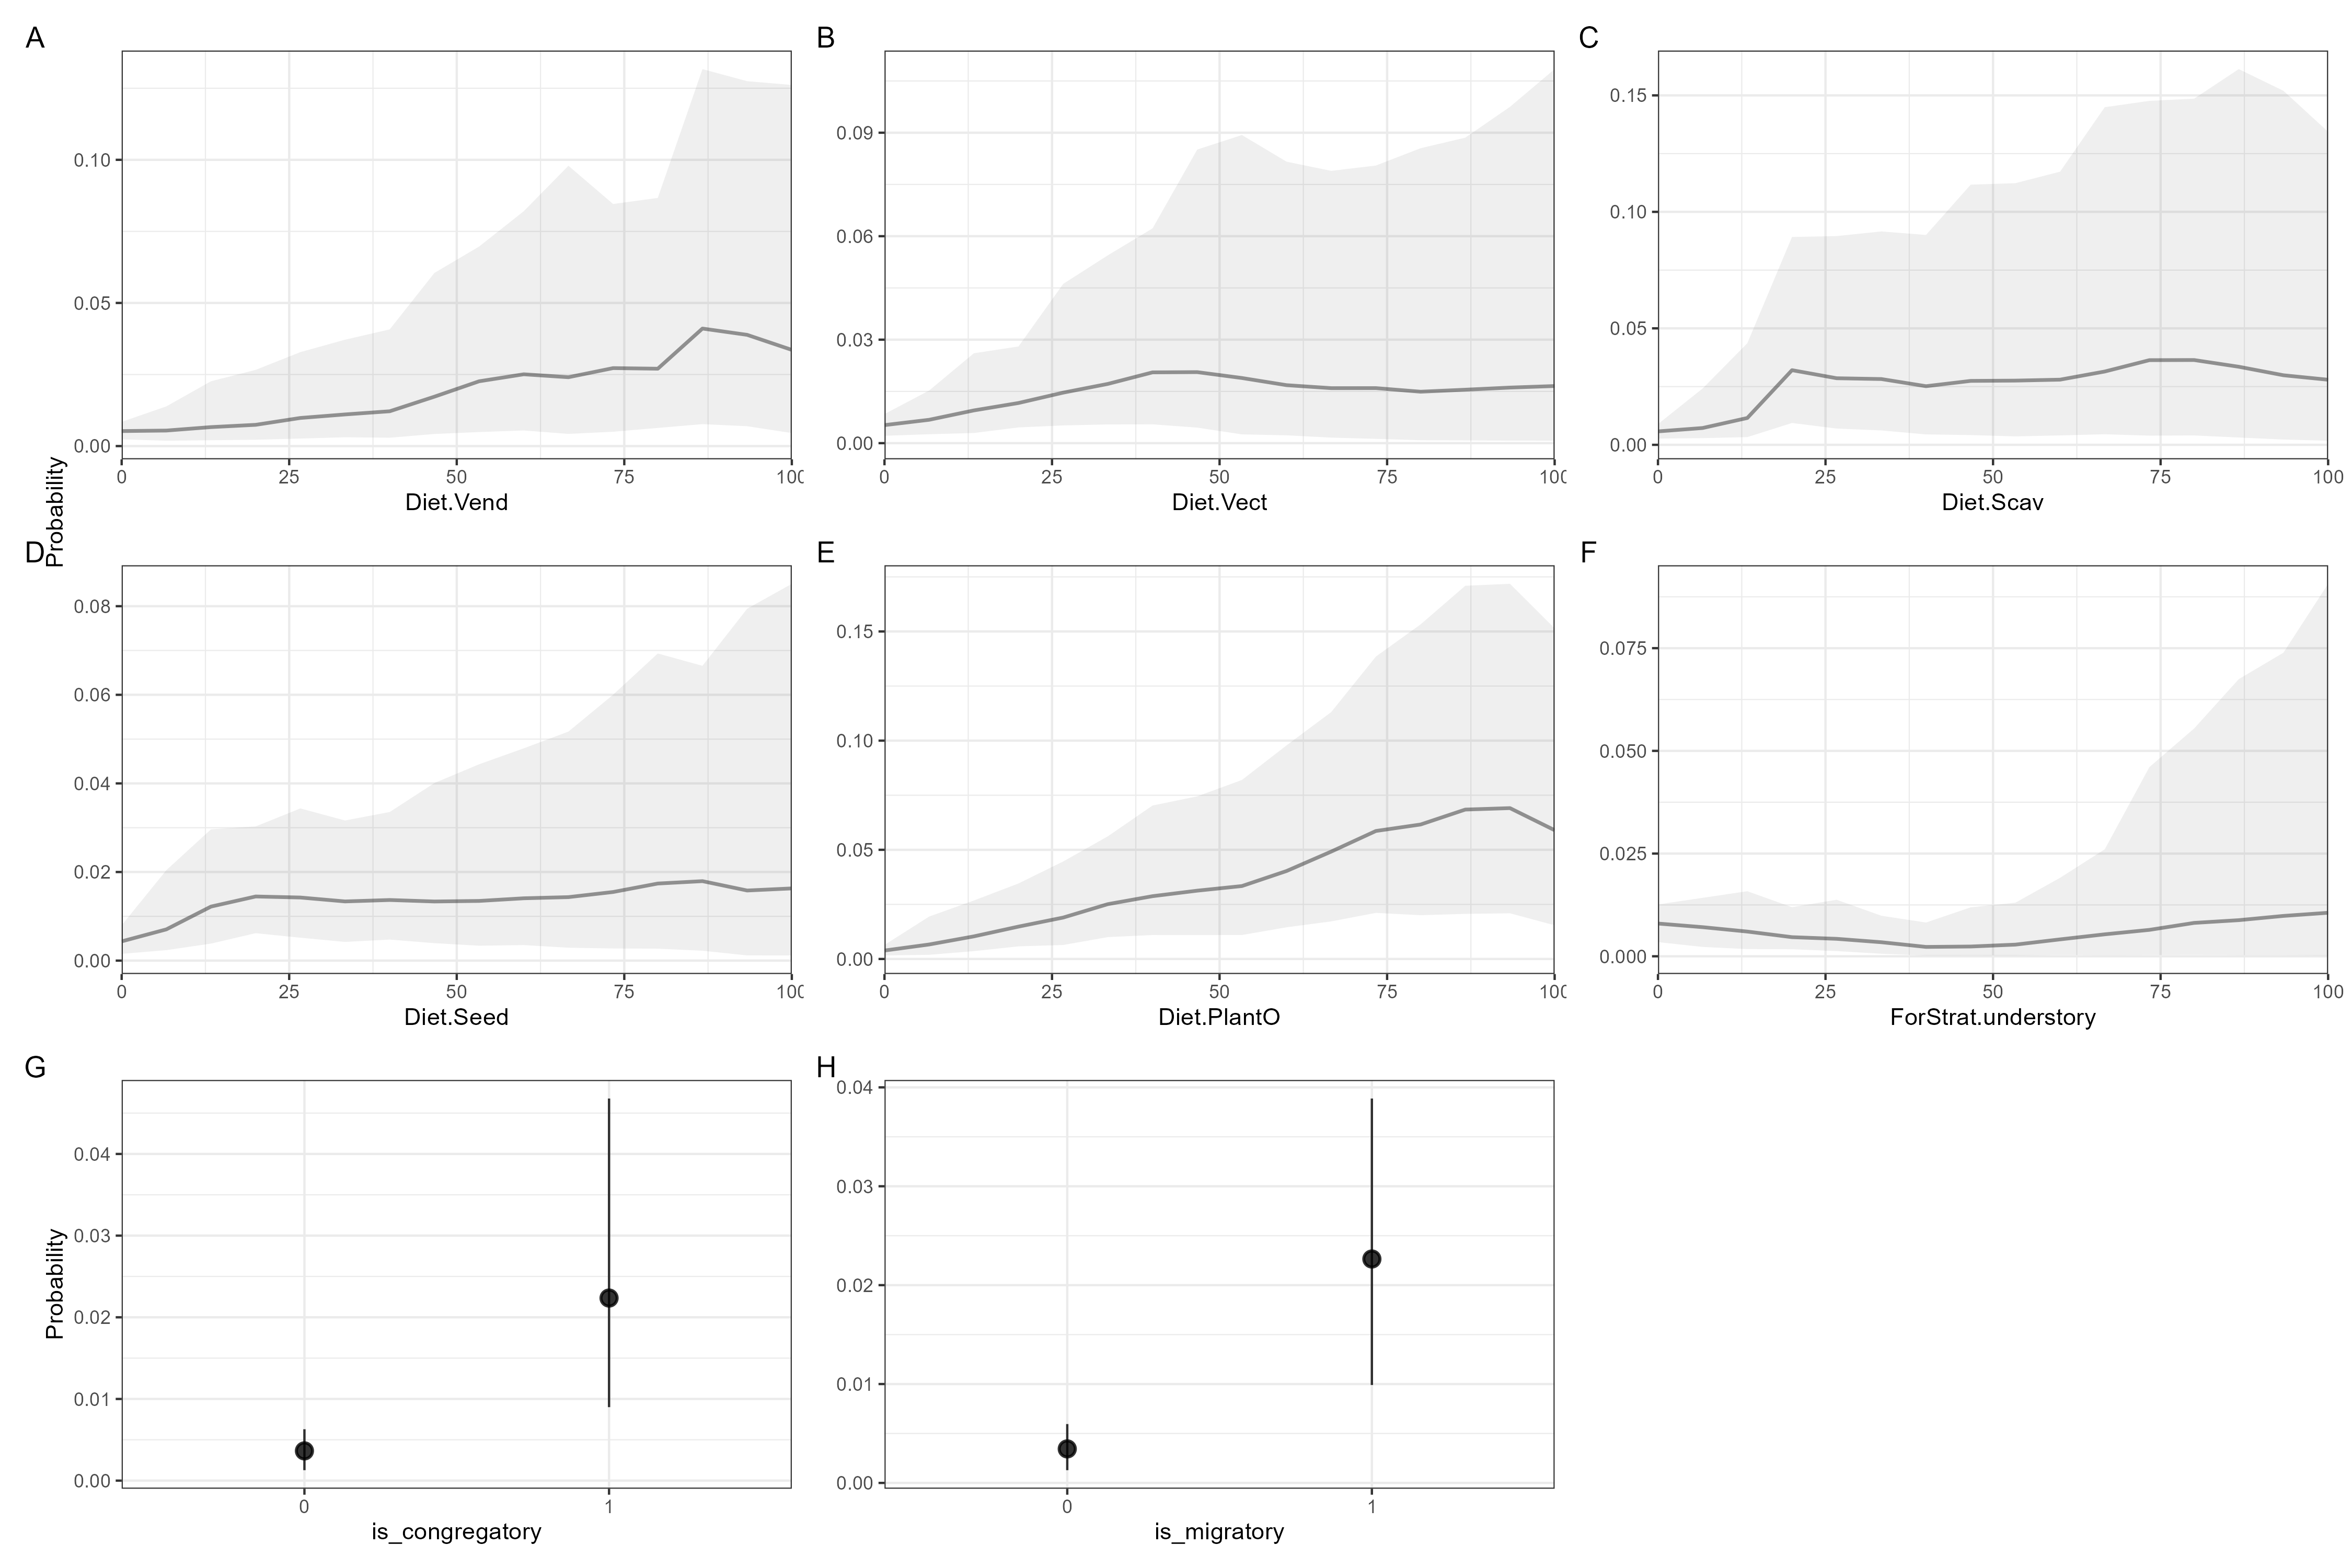 A
B
C
0.10
0.05
0.00
0.09
0.06
0.03
0.00
0.15
0.10
0.05
0.00
0 25 50 75 100
0 25 50 75 100
0 25 50 75 100
Diet.Vend
Diet.Vect
Diet.Scav
Probability
D
E
F
0.08
0.06
0.04
0.02
0.00
0.15
0.10
0.05
0.00
0.075
0.050
0.025
0.000
0 25 50 75 100
0 25 50 75 100
0 25 50 75 100
Diet.Seed
Diet.PlantO
ForStrat.understory
G
H
Probability
0.04
0.03
0.02
0.01
0.00
0.04
0.03
0.02
0.01
0.00
0 1
0 1
is_congregatory
is_migratory